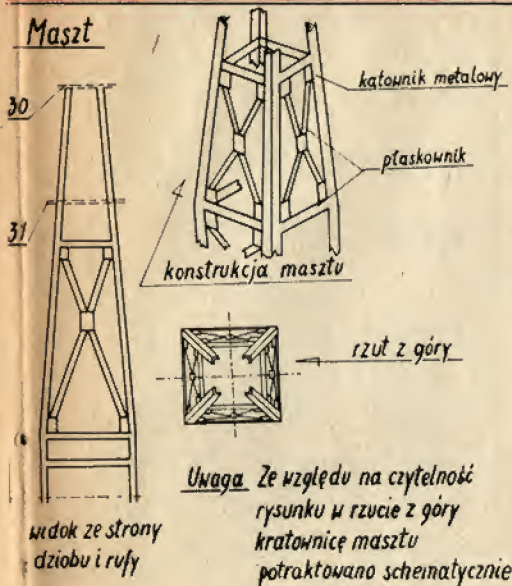 Maszt
30
31
kątownik metalowy
płaskownik
konstrukcja masztu
rzut z góry
widok ze strony
dziobu i rufy
Uwaga Ze względu na czytelność
rysunku w rzucie z góry
kratownicę masztu
potraktowano schematycznie